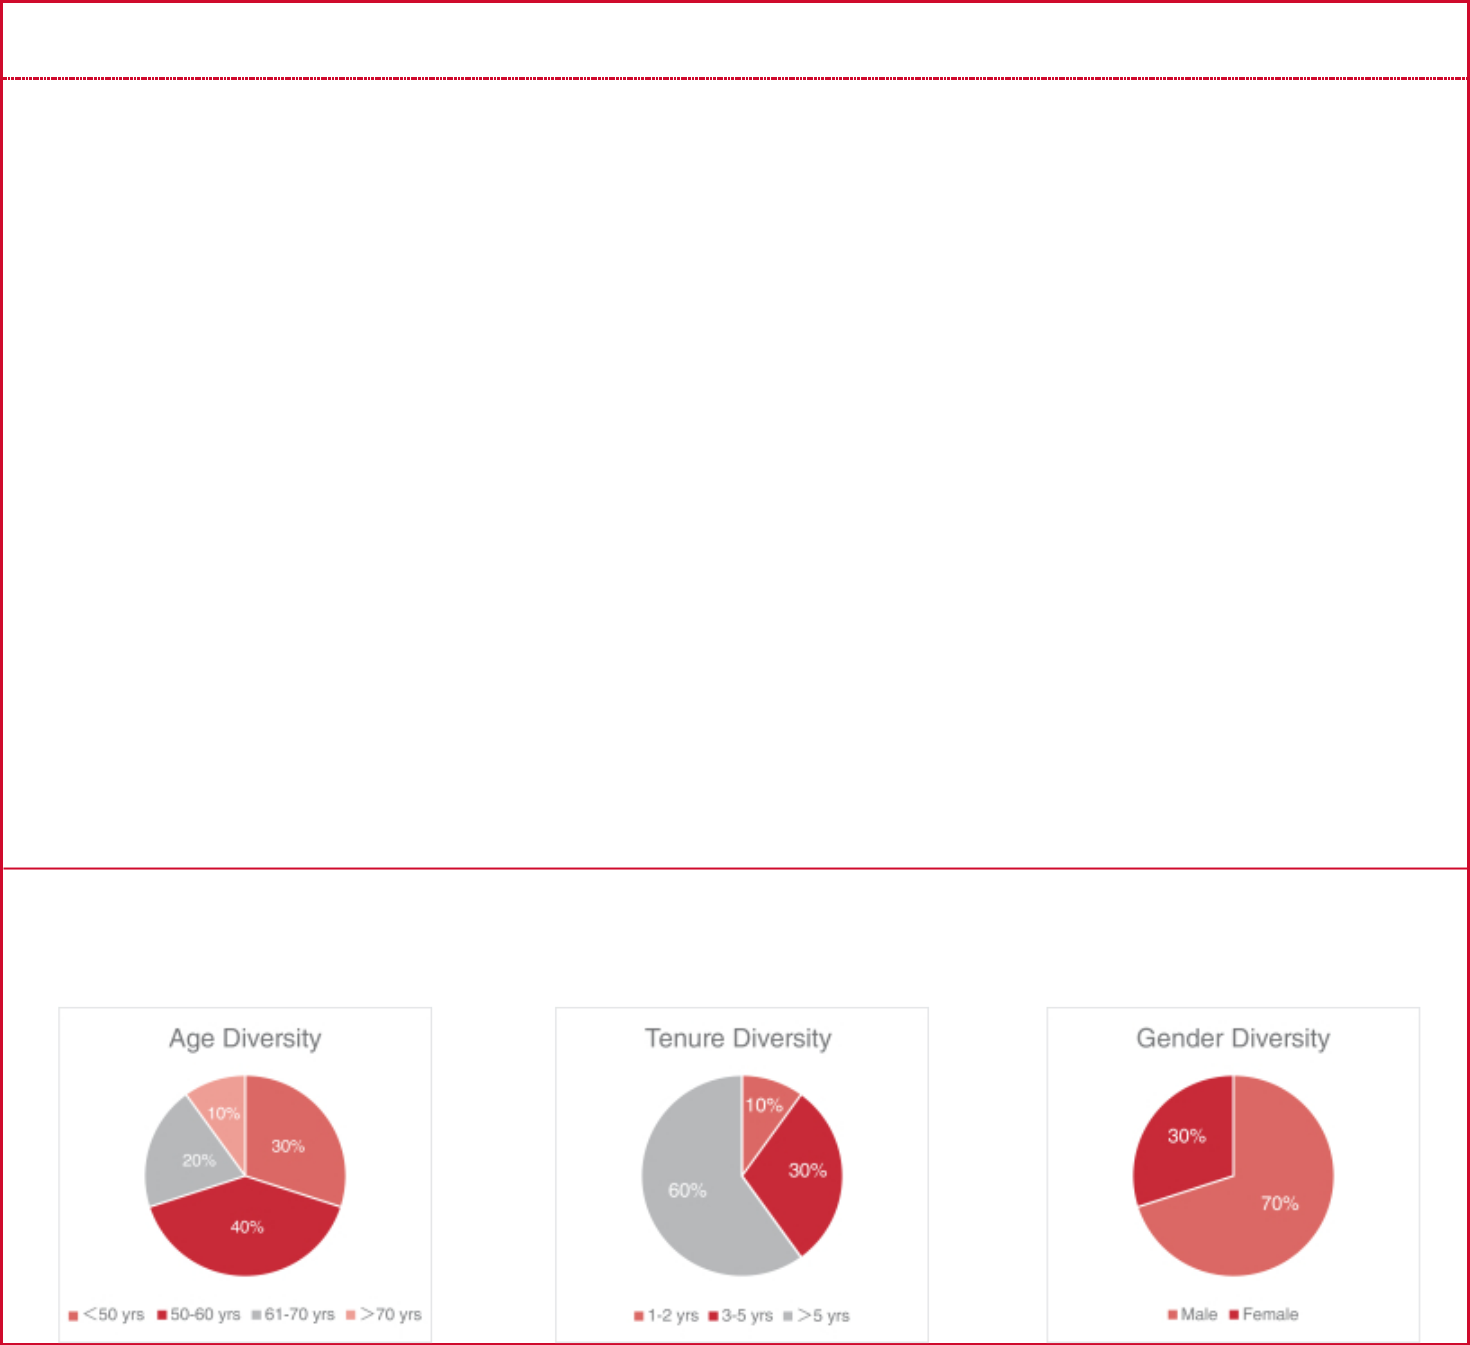 Age Diversity
10%
30%
20%
40%
<50 yrs 50-60 yrs 61-70 yrs >70 yrs
Tenure Diversity
10%
30%
60%
1-2 yrs 3-5 yrs >5 yrs
Gender Diversity
30%
70%
Male Female